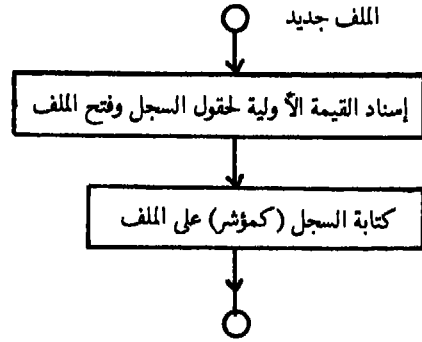 الملف جديد
إسناد القيمة الأولية لحقول السجل وفتح الملف
كتابة السجل (كمؤشر) على الملف